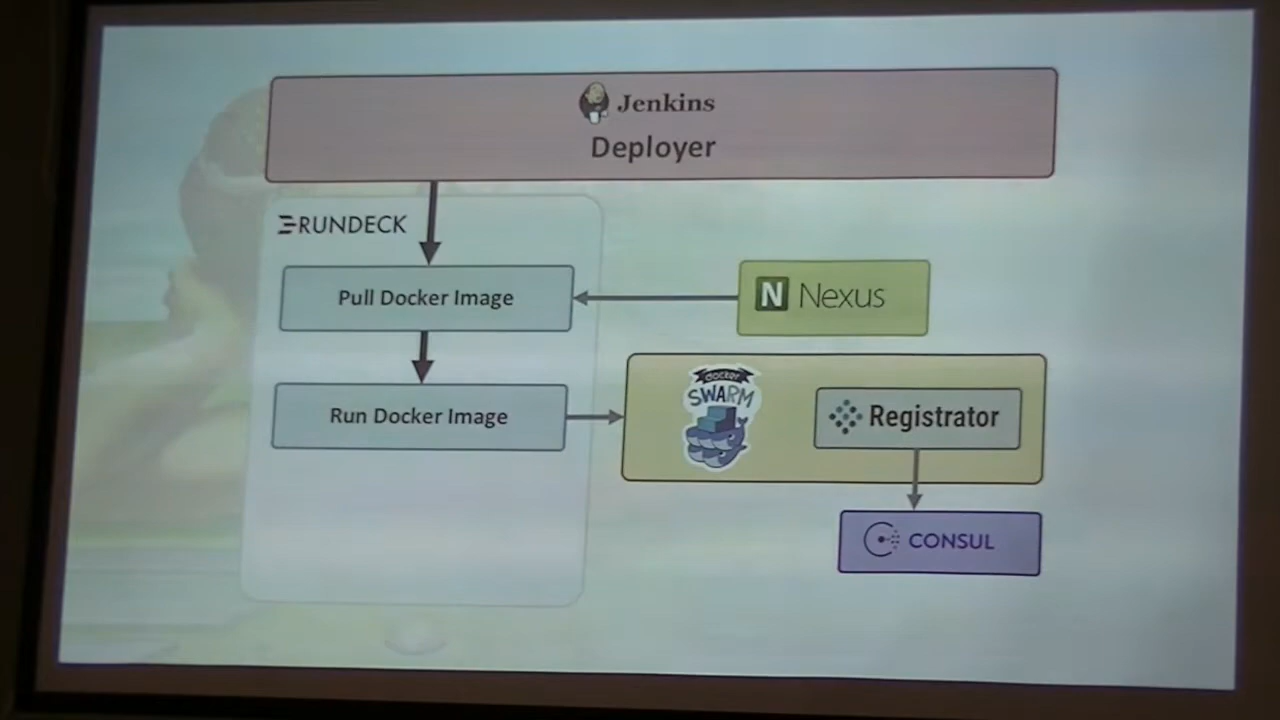 Jenkins
Deployer
RUNDECK
Pull Docker Image
N Nexus
Run Docker Image
docker
SWARM
Registrator
CONSUL